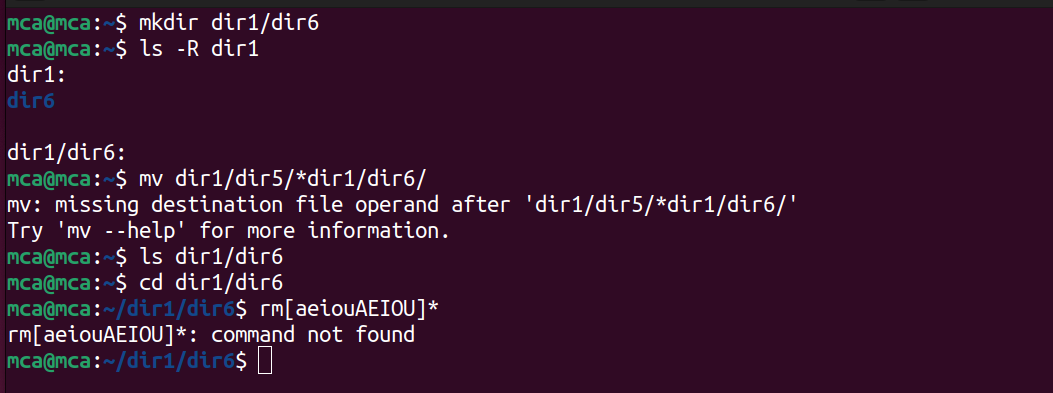 mca@mca:~$ mkdir dir1/dir6
mca@mca:~$ ls -R dir1
dir1:
dir6
dir1/dir6:
mca@mca:~$ mv dir1/dir5/*dir1/dir6/
mv: missing destination file operand after 'dir1/dir5/*dir1/dir6/'
Try 'mv --help' for more information.
mca@mca:~$ ls dir1/dir6
mca@mca:~$ cd dir1/dir6
mca@mca:~/dir1/dir6$ rm[aeiouAEIOU]*
rm[aeiouAEIOU]*: command not found
mca@mca:~/dir1/dir6$